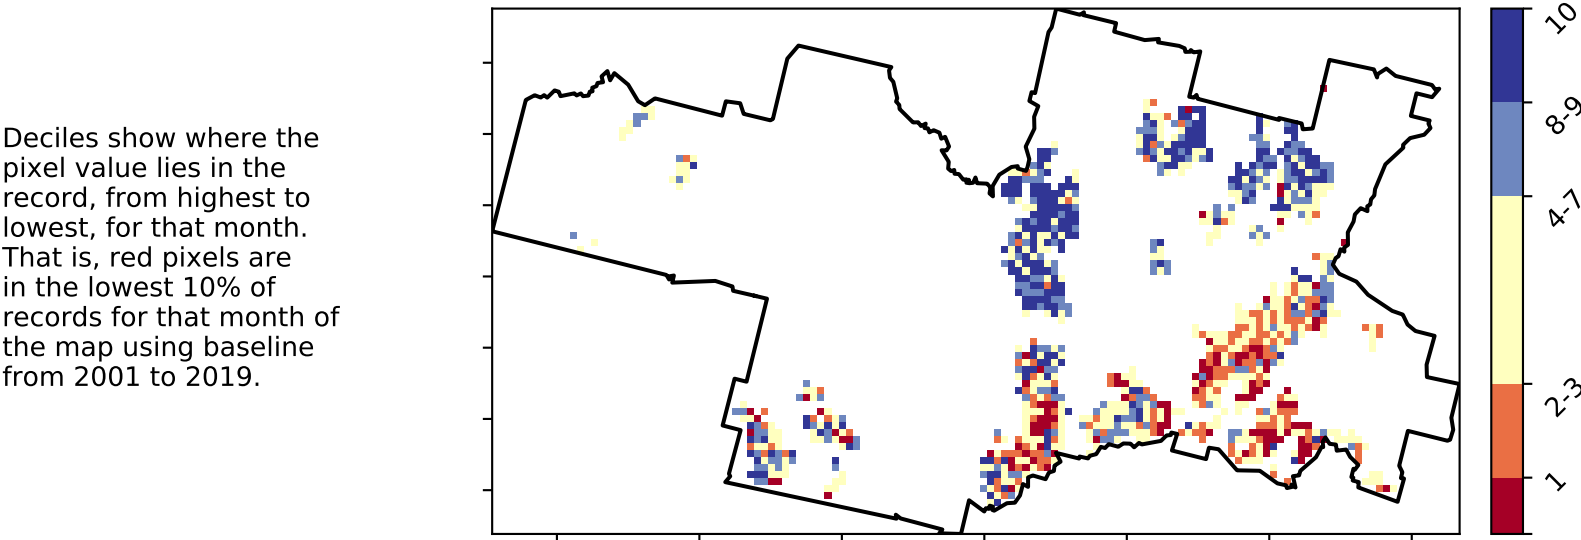 Deciles show where the
pixel value lies in the
record, from highest to
lowest, for that month.
That is, red pixels are
in the lowest 10% of
records for that month of
the map using baseline
from 2001 to 2019.
10
8-9
4-7
2-3
1